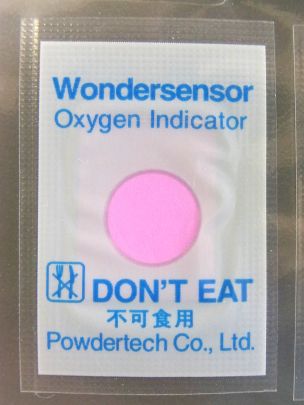 Wondersensor
Oxygen Indicator
DON'T EAT
不可食用
Powdertech Co., Ltd.